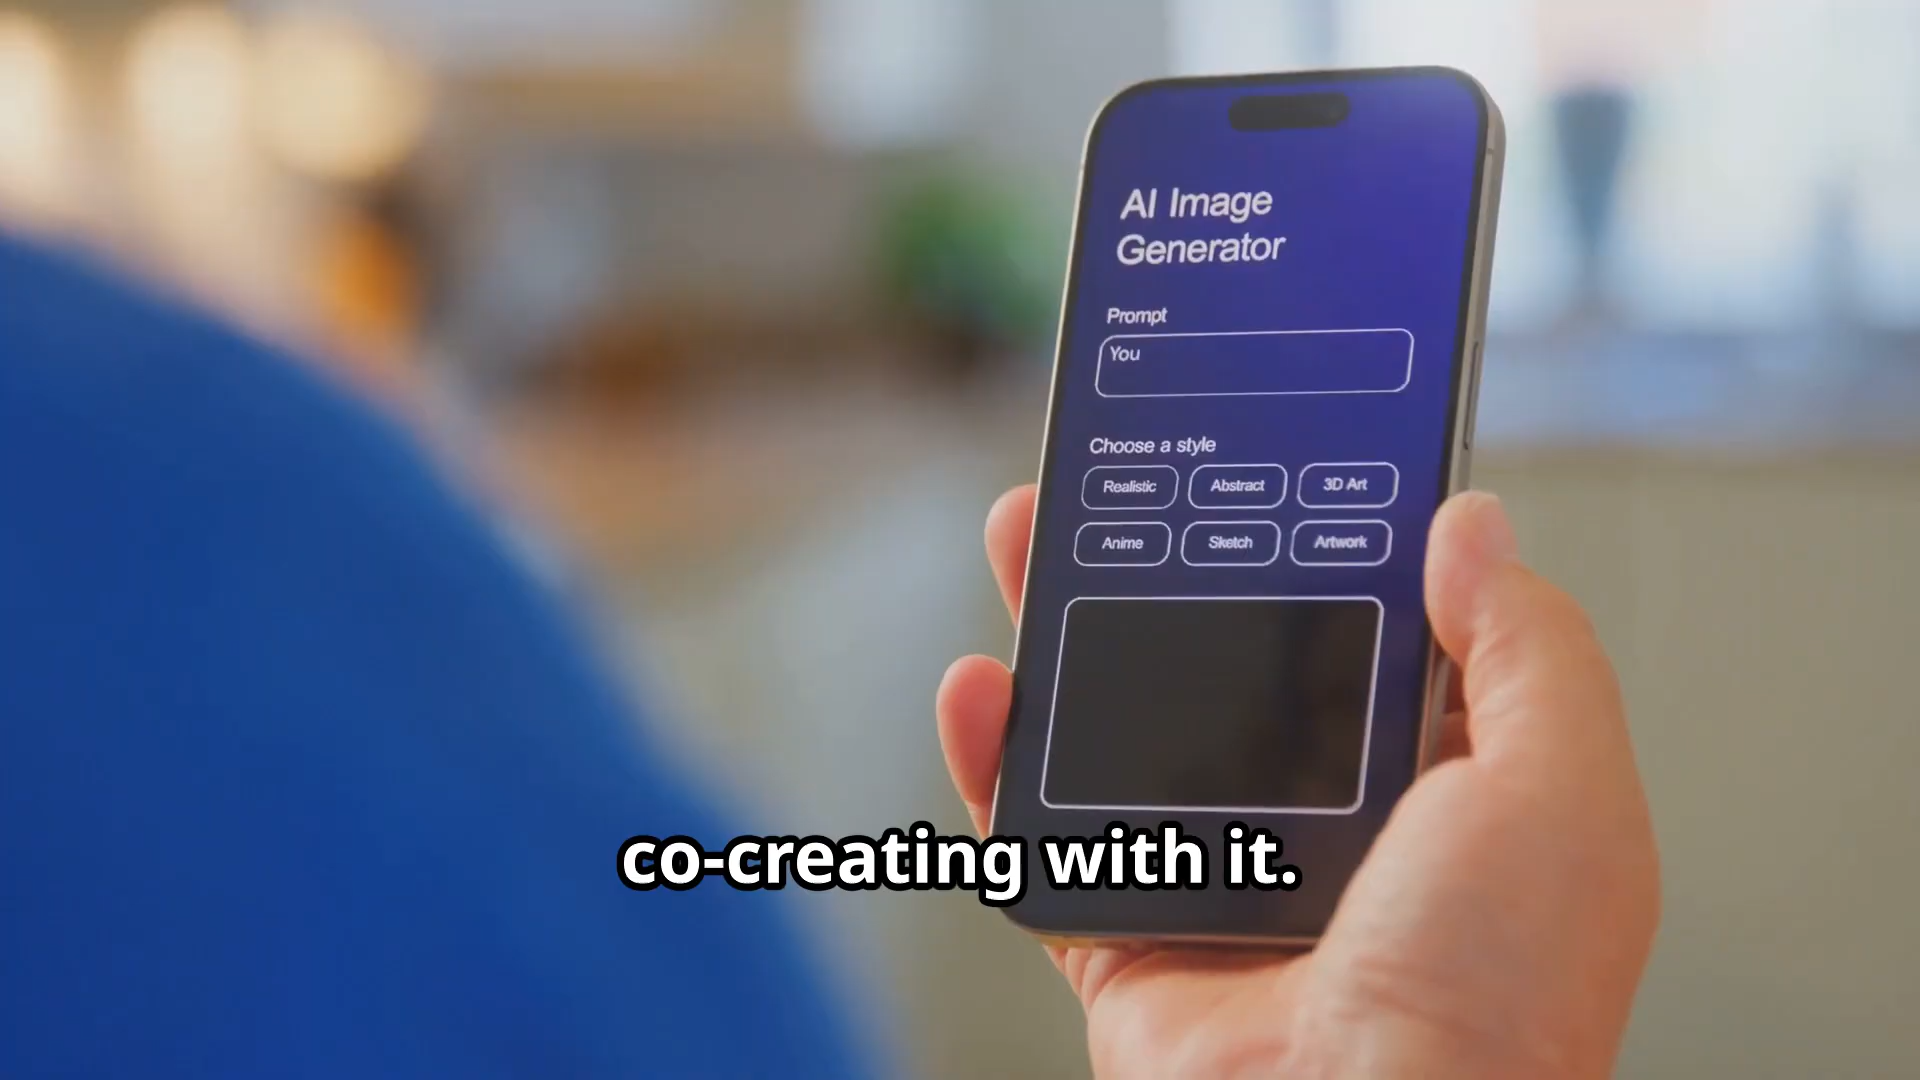 AI Image
Generator
Prompt
You
Choose a style
Realistic
Abstract
3D Art
Anime
Sketch
Artwork
co-creating with it.